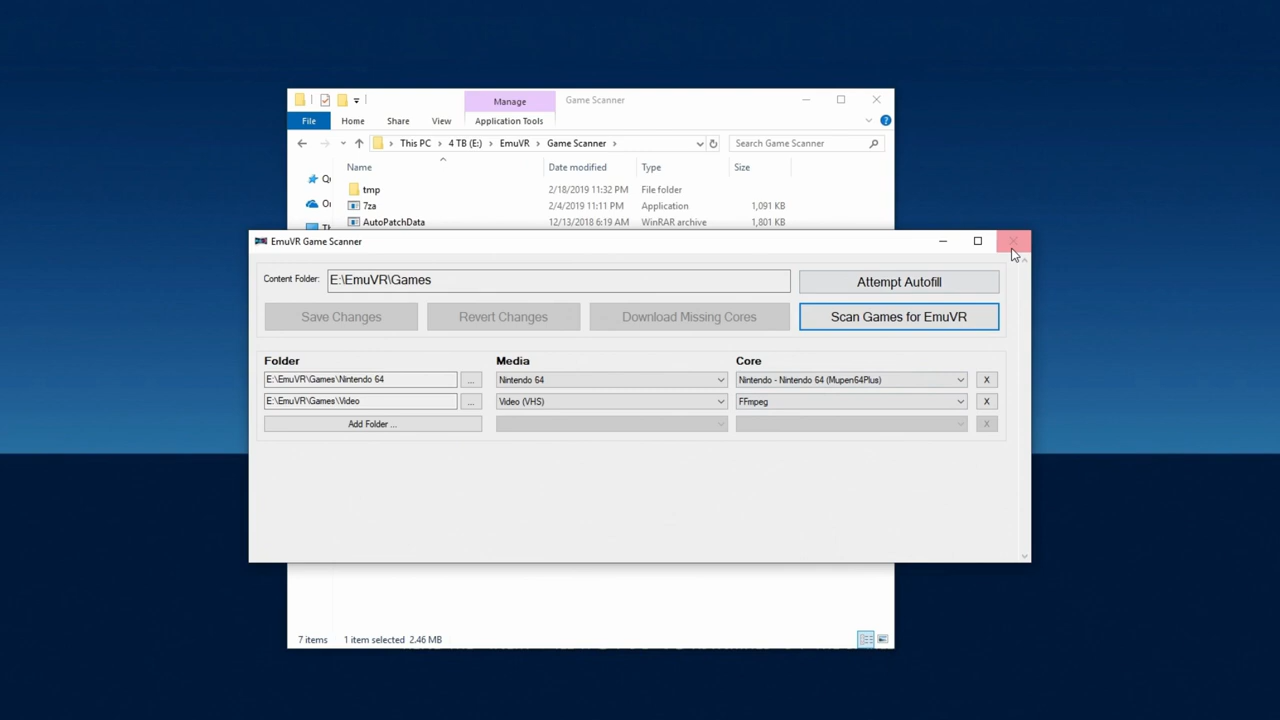 Manage
Game Scanner
File
Home
Share
View
Application Tools
This PC
4 TB (E:)
EmuVR
Game Scanner
Search Game Scanner
Name
Date modified
Type
Size
tmp
2/18/2019 11:32 PM
File folder
7za
2/4/2019 11:11 PM
Application
1,091 KB
AutoPatchData
12/13/2018 6:19 AM
WinRAR archive
1,801 KB
EmuVR Game Scanner
Content Folder:
E:\EmuVR\Games
Attempt Autofill
Save Changes
Revert Changes
Download Missing Cores
Scan Games for EmuVR
Folder
Media
Core
E:\EmuVR\Games\Nintendo 64
...
Nintendo 64
Nintendo - Nintendo 64 (Mupen64Plus)
X
E:\EmuVR\Games\Video
...
Video (VHS)
FFmpeg
X
Add Folder ...
X
7 items
1 item selected 2.46 MB